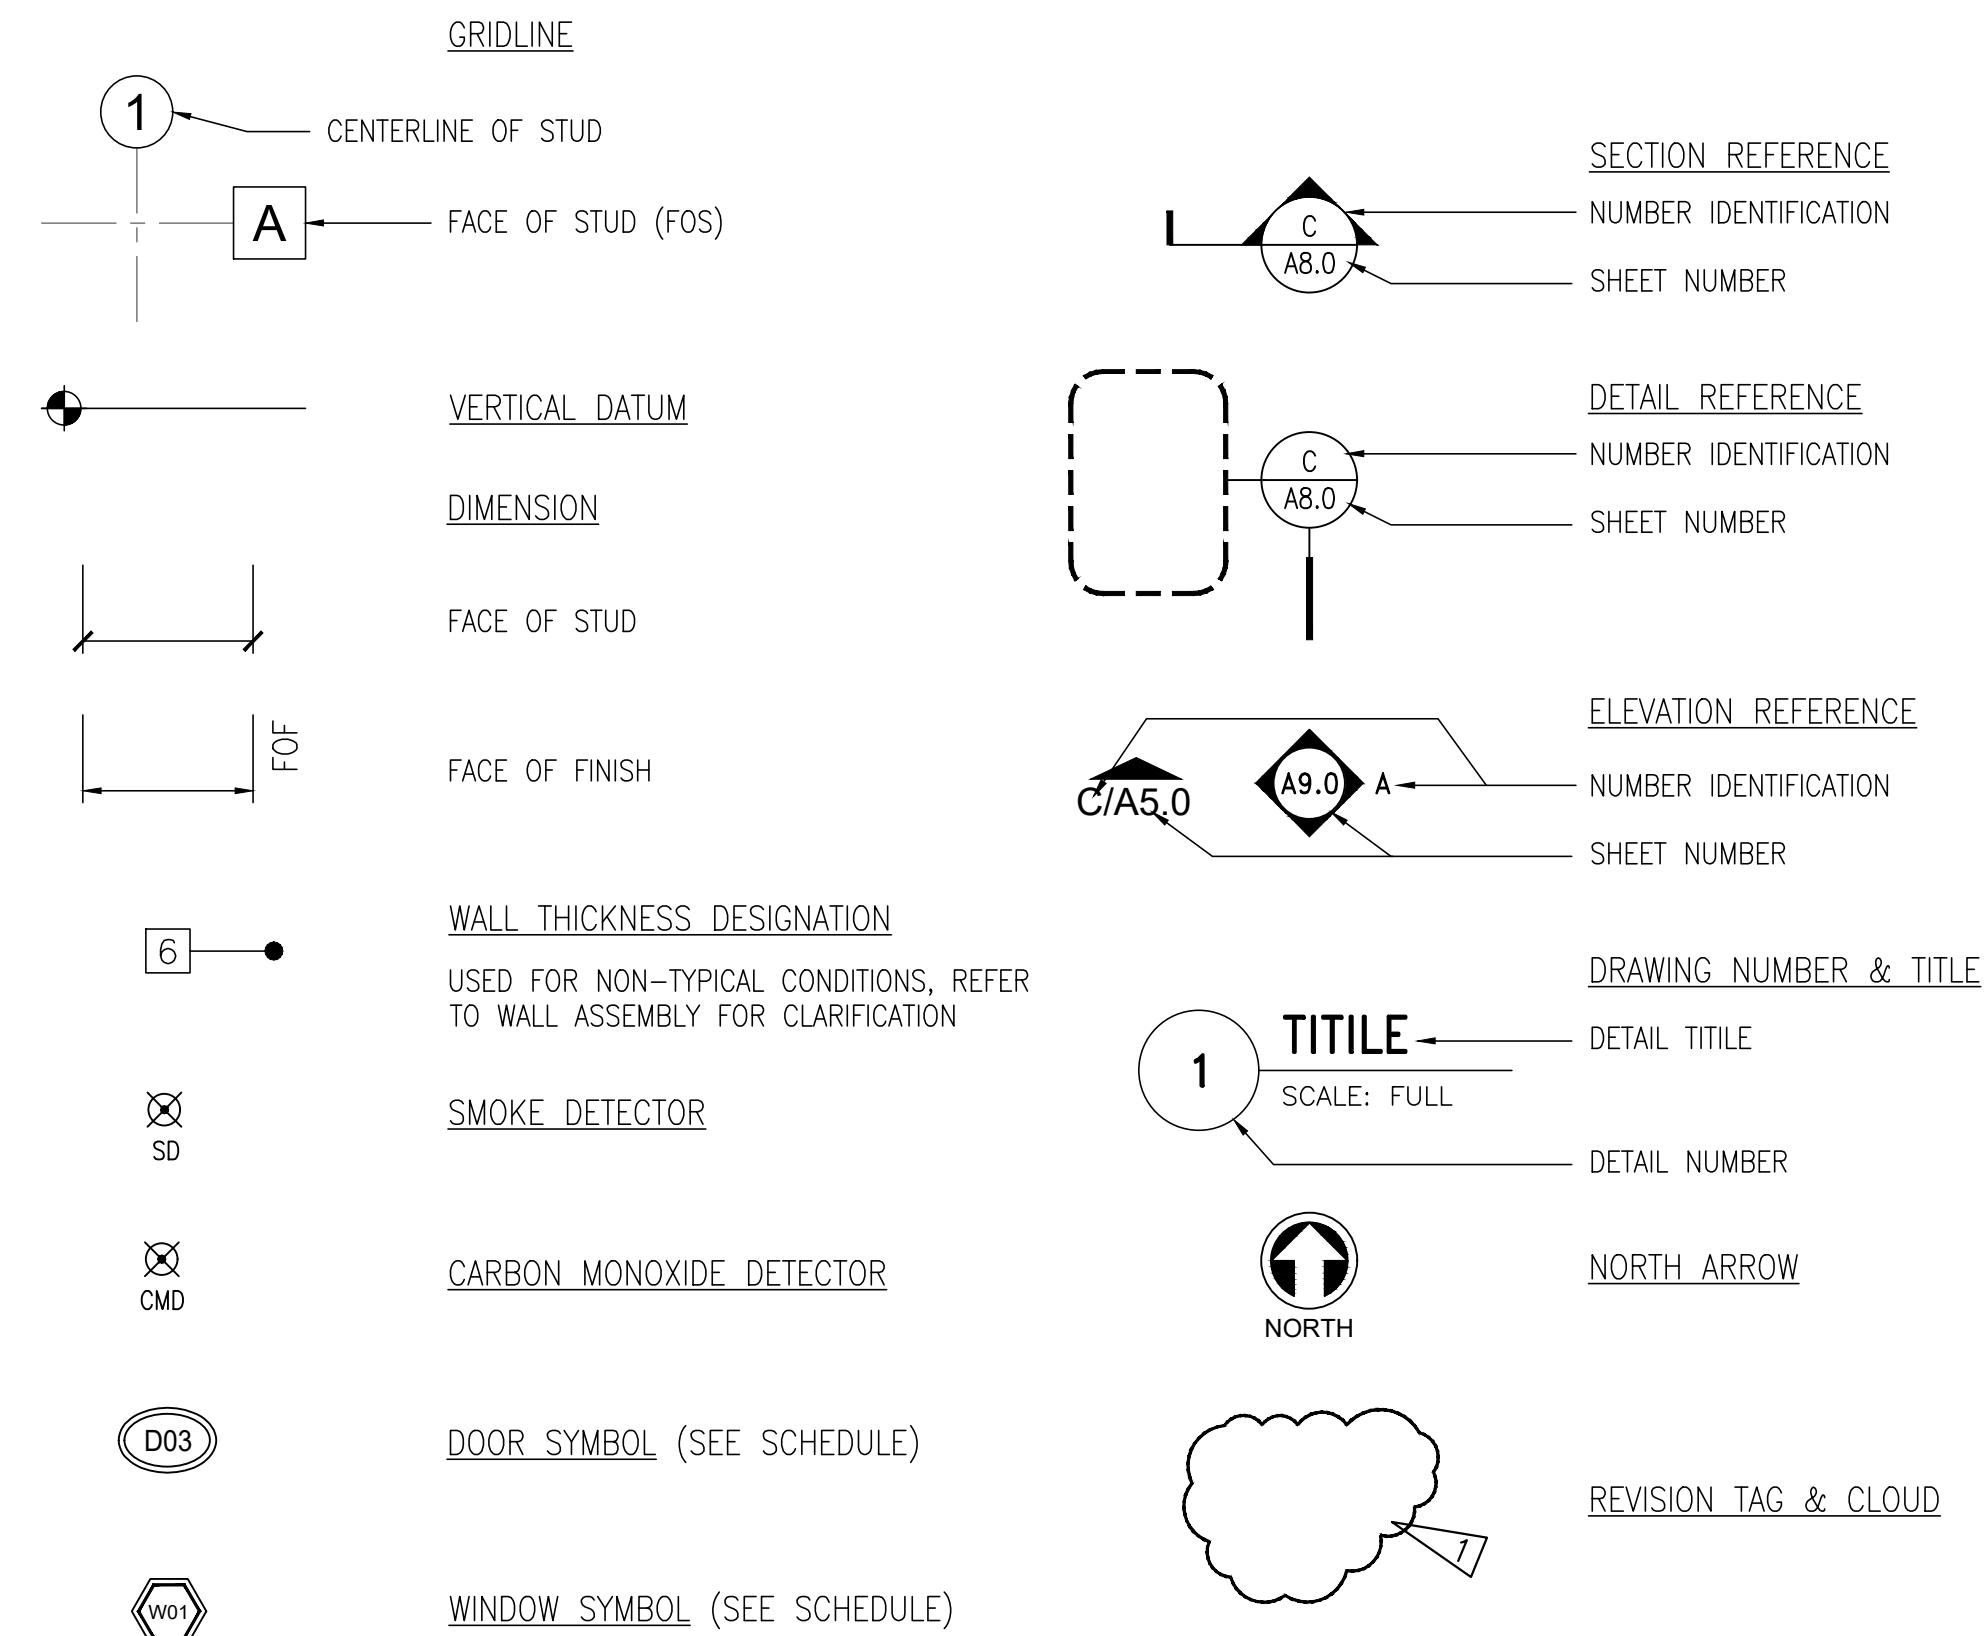 GRIDLINE
1
CENTERLINE OF STUD
A
FACE OF STUD (FOS)
VERTICAL DATUM
DIMENSION
FACE OF STUD
FOF
FACE OF FINISH
6
WALL THICKNESS DESIGNATION
USED FOR NON-TYPICAL CONDITIONS, REFER
TO WALL ASSEMBLY FOR CLARIFICATION
SD
SMOKE DETECTOR
CMD
CARBON MONOXIDE DETECTOR
D03
DOOR SYMBOL (SEE SCHEDULE)
W01
WINDOW SYMBOL (SEE SCHEDULE)
SECTION REFERENCE
C
NUMBER IDENTIFICATION
A8.0
SHEET NUMBER
DETAIL REFERENCE
C
NUMBER IDENTIFICATION
A8.0
SHEET NUMBER
ELEVATION REFERENCE
C/A5.0
A9.0
A
NUMBER IDENTIFICATION
SHEET NUMBER
DRAWING NUMBER & TITLE
1
TITILE
DETAIL TITILE
SCALE: FULL
DETAIL NUMBER
NORTH
NORTH ARROW
1
REVISION TAG & CLOUD